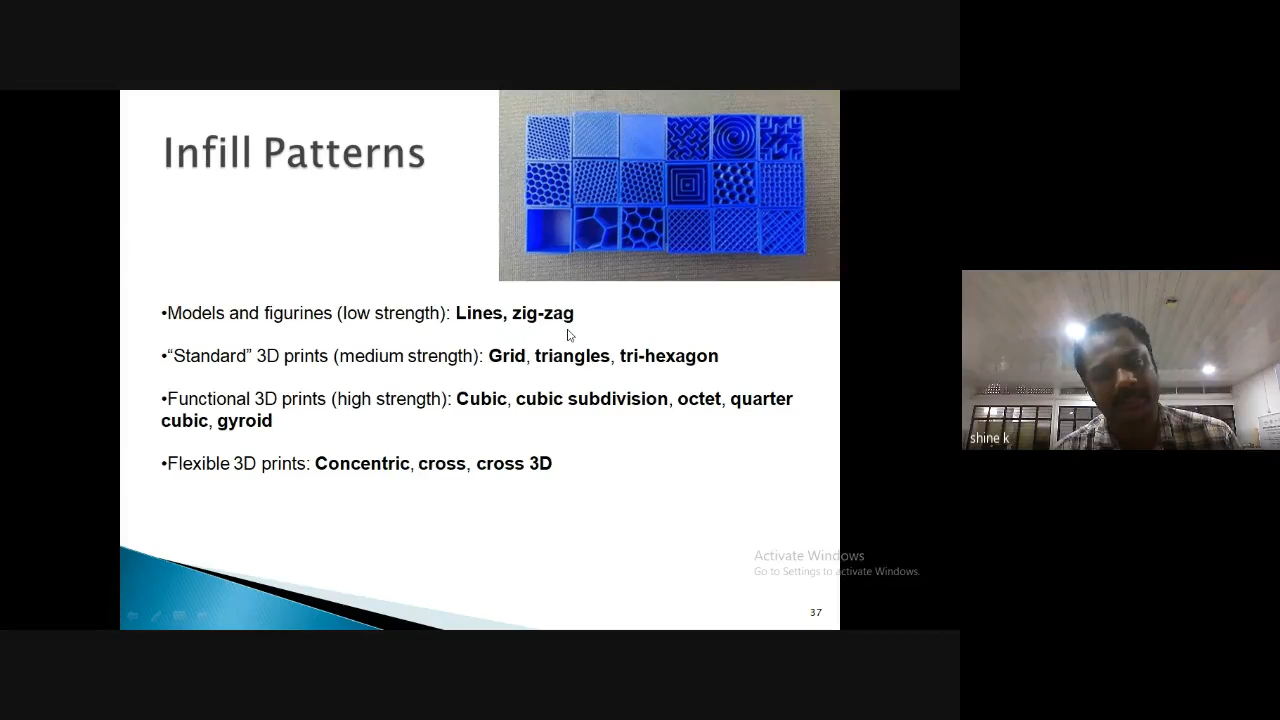 Infill Patterns
•Models and figurines (low strength): Lines, zig-zag
•“Standard” 3D prints (medium strength): Grid, triangles, tri-hexagon
•Functional 3D prints (high strength): Cubic, cubic subdivision, octet, quarter
cubic, gyroid
•Flexible 3D prints: Concentric, cross, cross 3D
shine k
Activate Windows
Go to Settings to activate Windows.
37